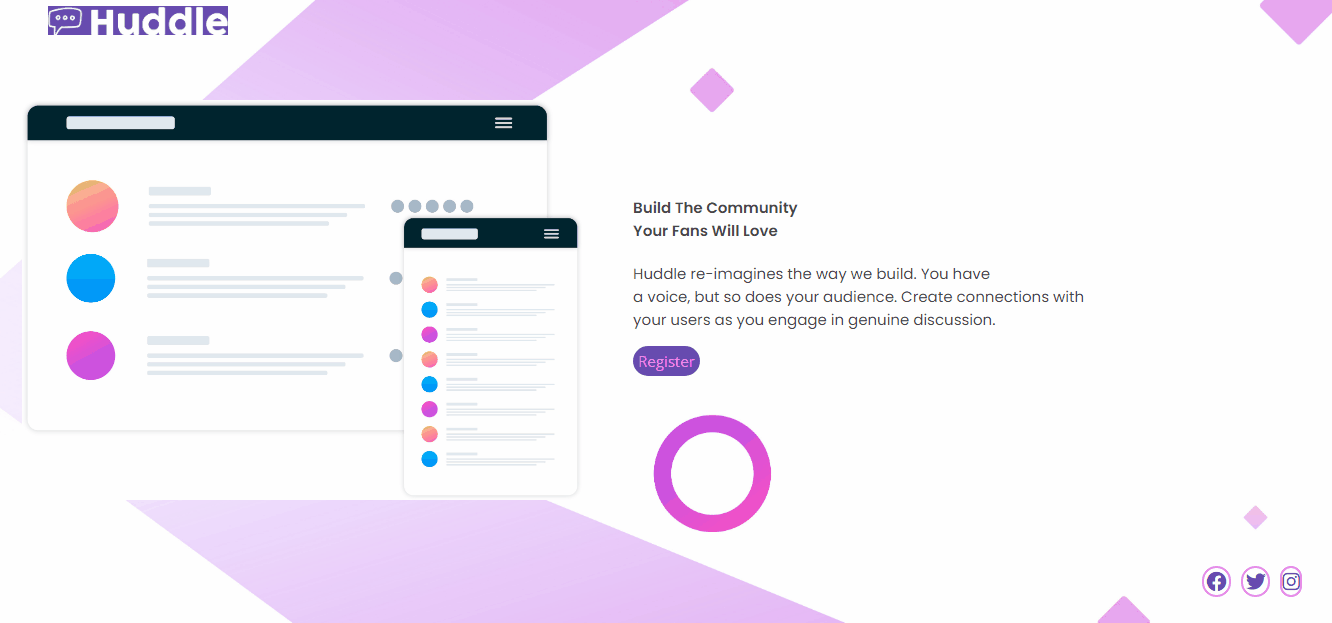 Huddle
Build The Community
Your Fans Will Love
Huddle re-imagines the way we build. You have
a voice, but so does your audience. Create connections with
your users as you engage in genuine discussion.
Register